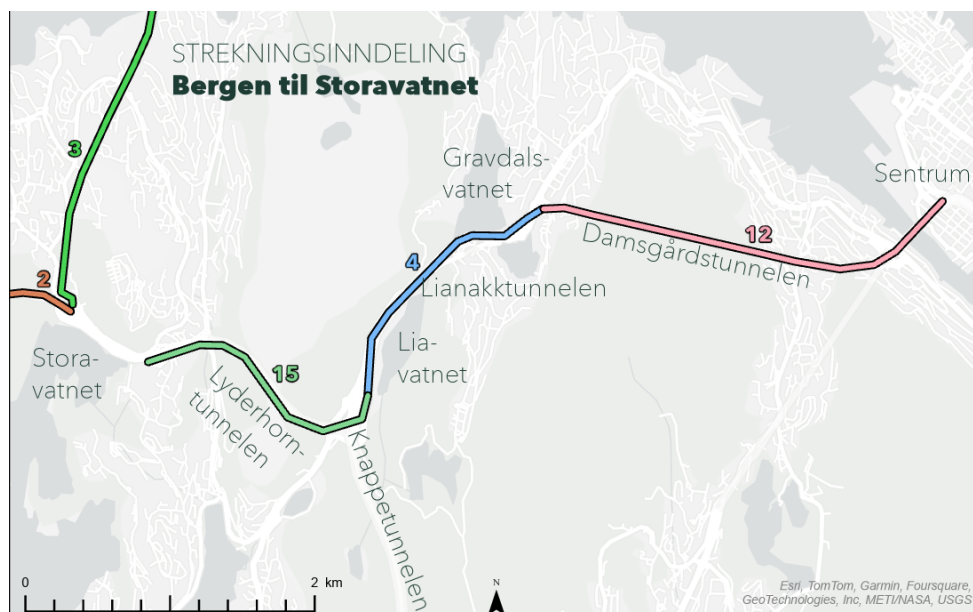 STREKNINGSINNDELING
Bergen til Storavatnet
3
Gravdals-
vatnet
Sentrum
12
Damsgårdstunnelen
4
2
Lianakktunnelen
Stora-
vatnet
Lia-
vatnet
15
Lyderhorn-
tunnelen
Knappetunnelen
0
2 km
N
Esri, TomTom, Garmin, Foursquare,
GeoTechnologies, Inc, METI/NASA, USGS